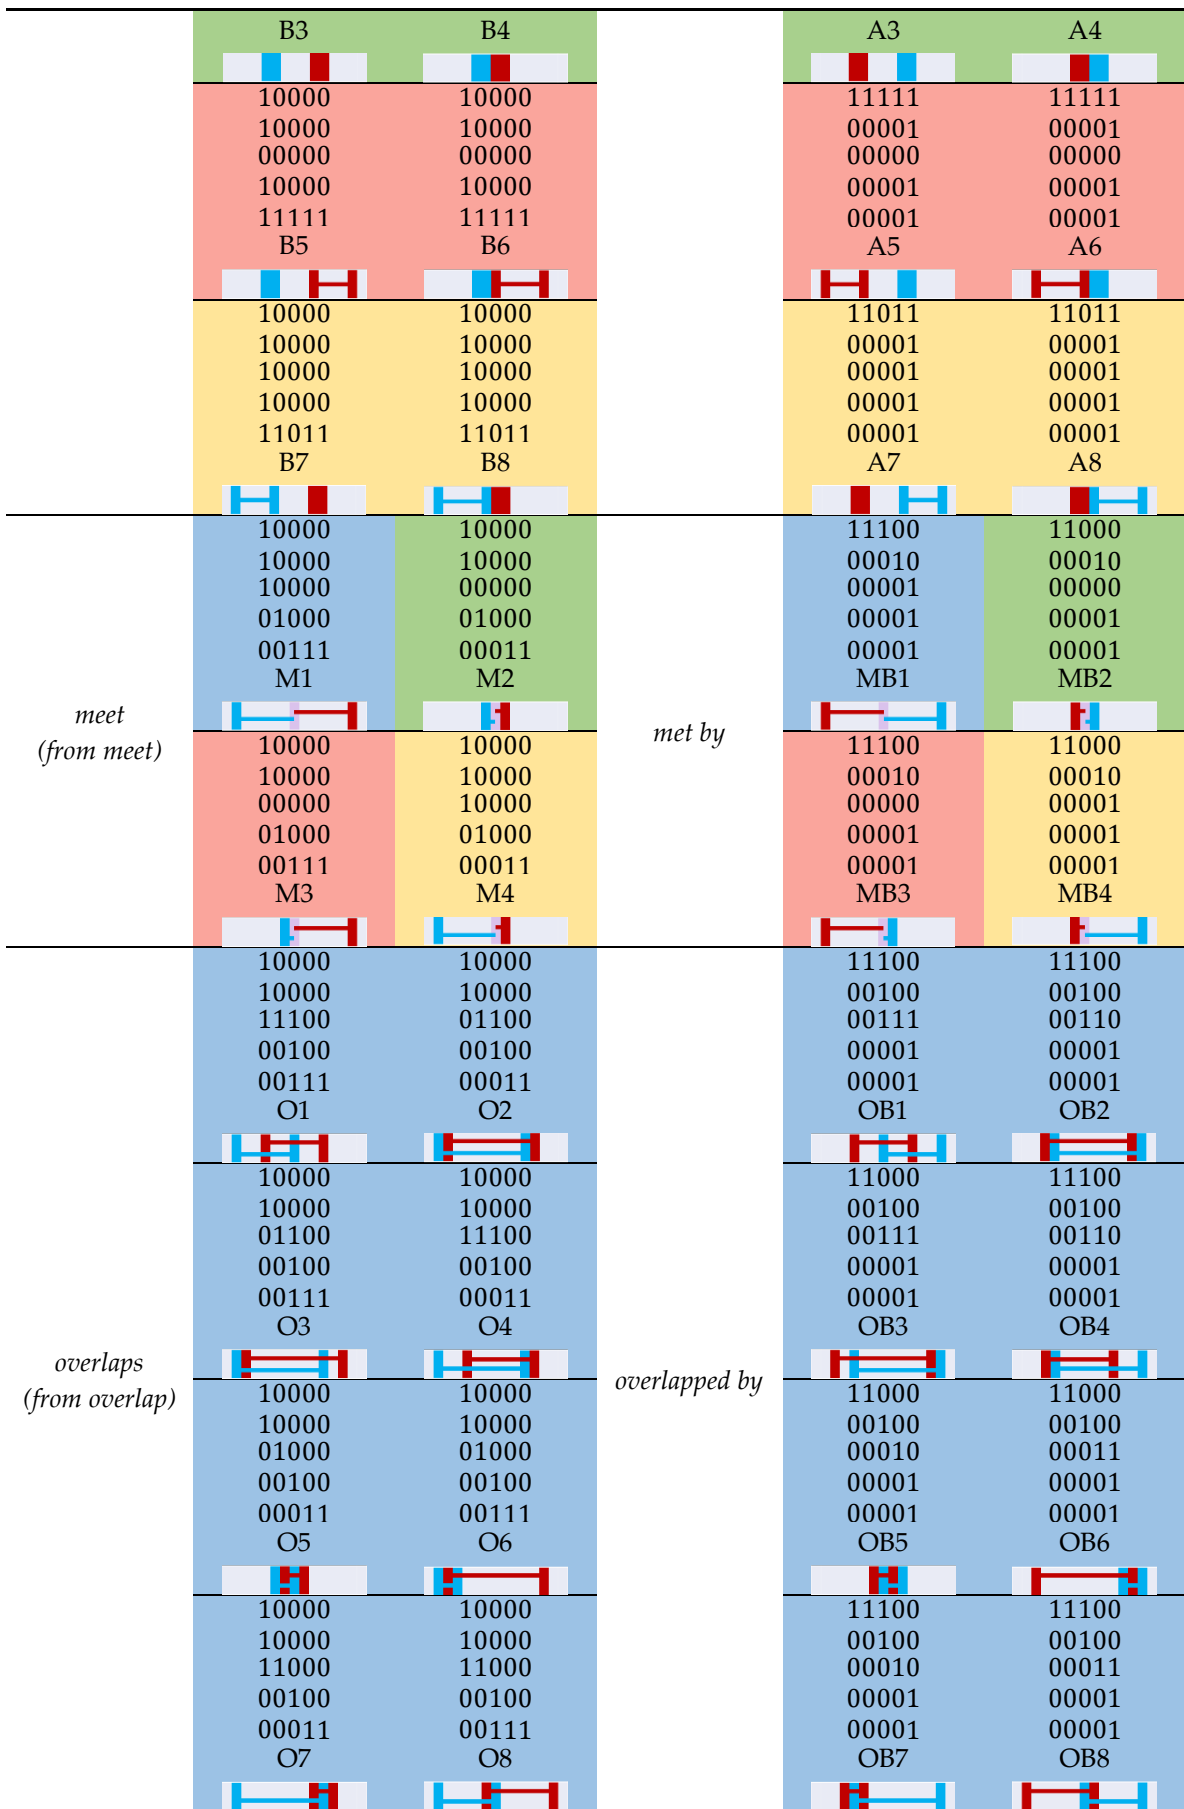 B3 B4 A3 A4
10000 10000 11111 11111
10000 10000 00001 00001
00000 00000 00000 00000
10000 10000 00001 00001
11111 11111 00001 00001
B5 B6 A5 A6
10000 10000 11011 11011
10000 10000 00001 00001
10000 10000 00001 00001
10000 10000 00001 00001
11011 11011 00001 00001
B7 B8 A7 A8
10000 10000 11100 11000
10000 10000 00010 00010
10000 00000 00001 00000
01000 01000 00001 00001
00111 00011 00001 00001
M1 M2 MB1 MB2
meet
(from meet)
met by
10000 10000 11100 11000
10000 10000 00010 00010
00000 10000 00000 00001
01000 01000 00001 00001
00111 00011 00001 00001
M3 M4 MB3 MB4
10000 10000 11100 11100
10000 10000 00100 00100
11100 01100 00111 00110
00100 00100 00001 00001
00111 00011 00001 00001
O1 O2 OB1 OB2
10000 10000 11000 11100
10000 10000 00100 00100
01100 11100 00111 00110
00100 00100 00001 00001
00111 00011 00001 00001
O3 O4 OB3 OB4
overlaps
(from overlap)
overlapped by
10000 10000 11000 11000
10000 10000 00100 00100
01000 01000 00010 00011
00100 00100 00001 00001
00011 00111 00001 00001
O5 O6 OB5 OB6
10000 10000 11100 11100
10000 10000 00100 00100
11000 11000 00010 00011
00100 00100 00001 00001
00011 00111 00001 00001
O7 O8 OB7 OB8